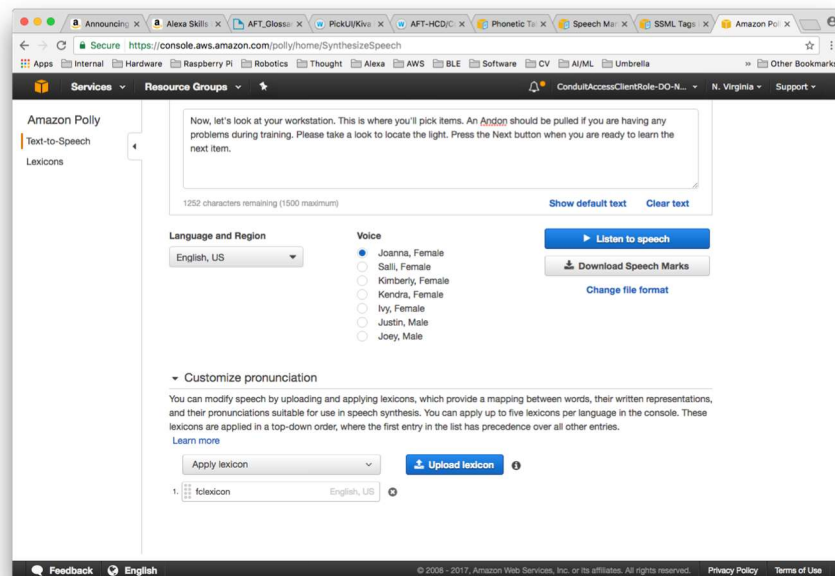 Announcing
Alexa Skills
AFT_Glossa
PickUI/Kiva
AFT-HCD/C
Phonetic Ta
Speech Mar
SSML Tags
Amazon Po
Secure https://console.aws.amazon.com/polly/home/SynthesizeSpeech
Apps Internal Hardware Raspberry Pi Robotics Thought Alexa AWS BLE Software CV AI/ML Umbrella » Other Bookmarks
Services Resource Groups ConduitAccessClientRole-DO-N... N. Virginia Support
Amazon Polly
Text-to-Speech
Lexicons
Now, let's look at your workstation. This is where you'll pick items. An Andon should be pulled if you are having any
problems during training. Please take a look to locate the light. Press the Next button when you are ready to learn the
next item.
1252 characters remaining (1500 maximum) Show default text Clear text
Language and Region
English, US
Voice
Joanna, Female
Salli, Female
Kimberly, Female
Kendra, Female
Ivy, Female
Justin, Male
Joey, Male
Listen to speech
Download Speech Marks
Change file format
Customize pronunciation
You can modify speech by uploading and applying lexicons, which provide a mapping between words, their written representations,
and their pronunciations suitable for use in speech synthesis. You can apply up to five lexicons per language in the console. These
lexicons are applied in a top-down order, where the first entry in the list has precedence over all other entries.
Learn more
Apply lexicon Upload lexicon
1. fclexicon English, US
Feedback English © 2008 - 2017, Amazon Web Services, Inc. or its affiliates. All rights reserved. Privacy Policy Terms of Use